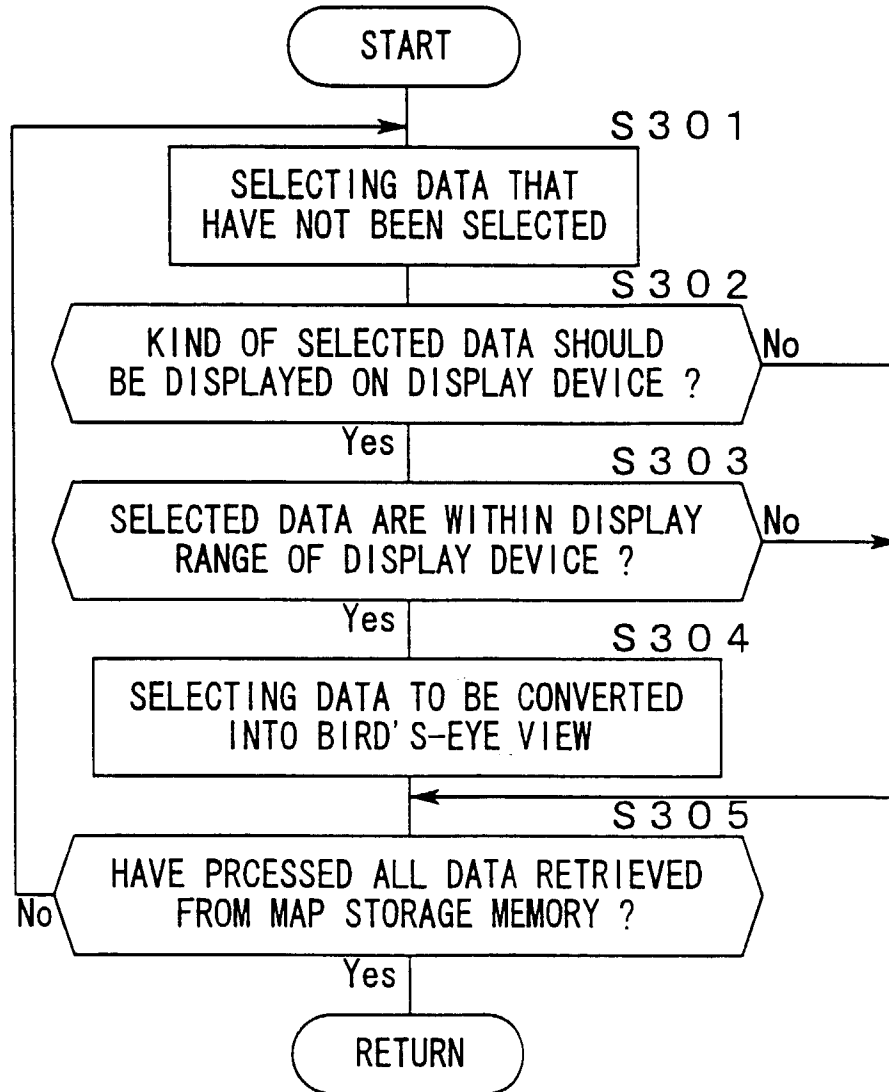 START
S301
SELECTING DATA THAT
HAVE NOT BEEN SELECTED
S302
KIND OF SELECTED DATA SHOULD
BE DISPLAYED ON DISPLAY DEVICE ?
No
Yes
S303
SELECTED DATA ARE WITHIN DISPLAY
RANGE OF DISPLAY DEVICE ?
No
Yes
S304
SELECTING DATA TO BE CONVERTED
INTO BIRD'S-EYE VIEW
S305
HAVE PRCESSED ALL DATA RETRIEVED
FROM MAP STORAGE MEMORY ?
No
Yes
RETURN